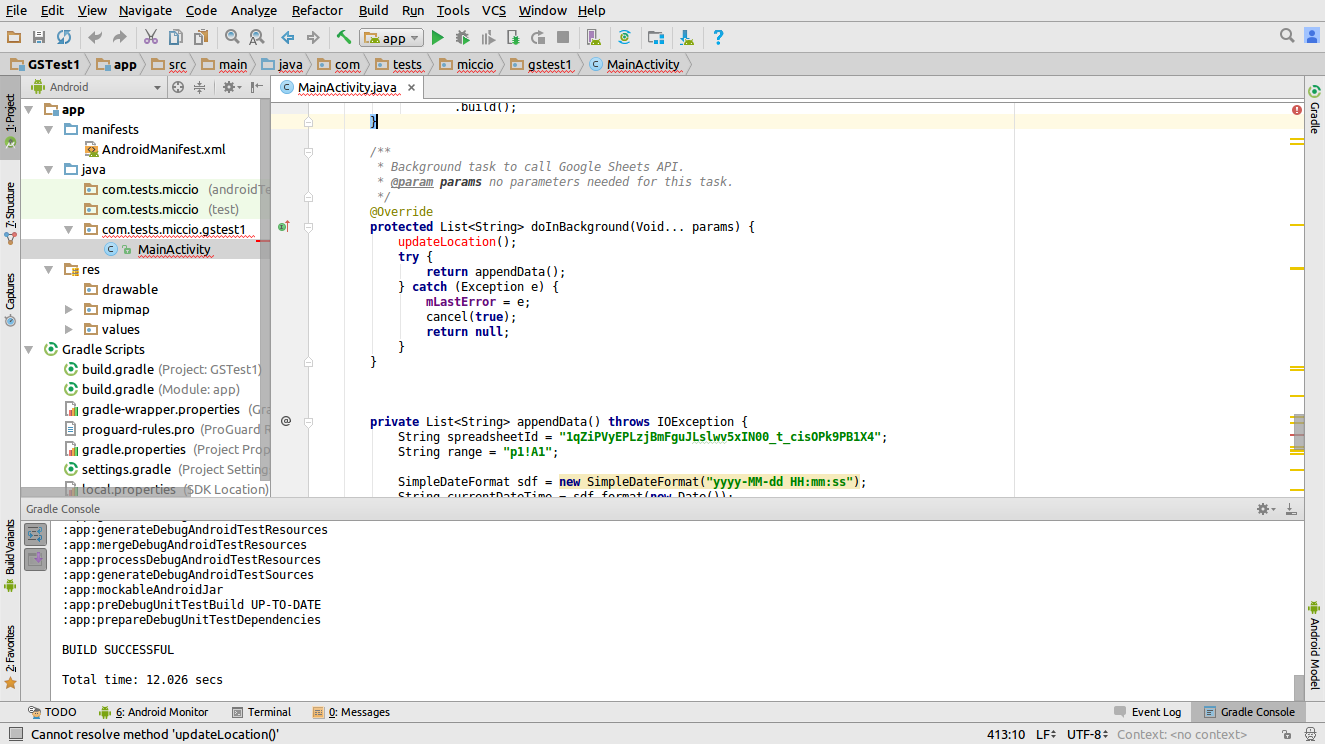 File Edit View Navigate Code Analyze Refactor Build Run Tools VCS Window Help
app
GSTest1 app src main java com tests miccio gstest1 MainActivity
1: Project
7: Structure
Captures
Build Variants
2: Favorites
Android
app
manifests
AndroidManifest.xml
java
com.tests.miccio (androidTe
com.tests.miccio (test)
com.tests.miccio.gstest1
MainActivity
res
drawable
mipmap
values
Gradle Scripts
build.gradle (Project: GSTest1)
build.gradle (Module: app)
gradle-wrapper.properties (Gra
proguard-rules.pro (ProGuard R
gradle.properties (Project Prop
settings.gradle (Project Setting
local.properties (SDK Location)
MainActivity.java
.build();
}
/**
* Background task to call Google Sheets API.
* @param params no parameters needed for this task.
*/
@Override
protected List<String> doInBackground(Void... params) {
updateLocation();
try {
return appendData();
} catch (Exception e) {
mLastError = e;
cancel(true);
return null;
}
}
@
private List<String> appendData() throws IOException {
String spreadsheetId = "1qZiPVyEPLzjBmFguJLslwv5xIN00_t_cisOPk9PB1X4";
String range = "p1!A1";
SimpleDateFormat sdf = new SimpleDateFormat("yyyy-MM-dd HH:mm:ss");
String currentDateTime = sdf.format(new Date());
Gradle
Android Model
Gradle Console
:app:generateDebugAndroidTestResources
:app:mergeDebugAndroidTestResources
:app:processDebugAndroidTestResources
:app:generateDebugAndroidTestSources
:app:mockableAndroidJar
:app:preDebugUnitTestBuild UP-TO-DATE
:app:prepareDebugUnitTestDependencies
BUILD SUCCESSFUL
Total time: 12.026 secs
TODO 6: Android Monitor Terminal 0: Messages Event Log Gradle Console
Cannot resolve method 'updateLocation()' 413:10 LF UTF-8 Context: <no context>